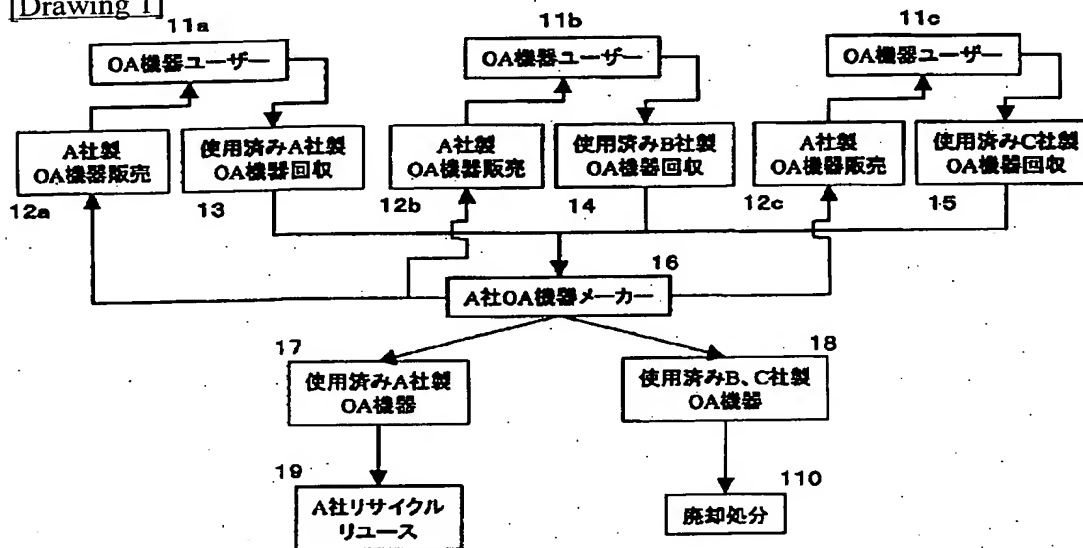 [Drawing 1]
11a
11b
11c
OA機器ユーザー
OA機器ユーザー
OA機器ユーザー
A社製
OA機器販売
使用済みA社製
OA機器回収
A社製
OA機器販売
使用済みB社製
OA機器回収
A社製
OA機器販売
使用済みC社製
OA機器回収
12a
13
12b
14
12c
15
16
A社OA機器メーカー
17
18
使用済みA社製
OA機器
使用済みB、C社製
OA機器
19
110
A社リサイクル
リユース
廃却処分